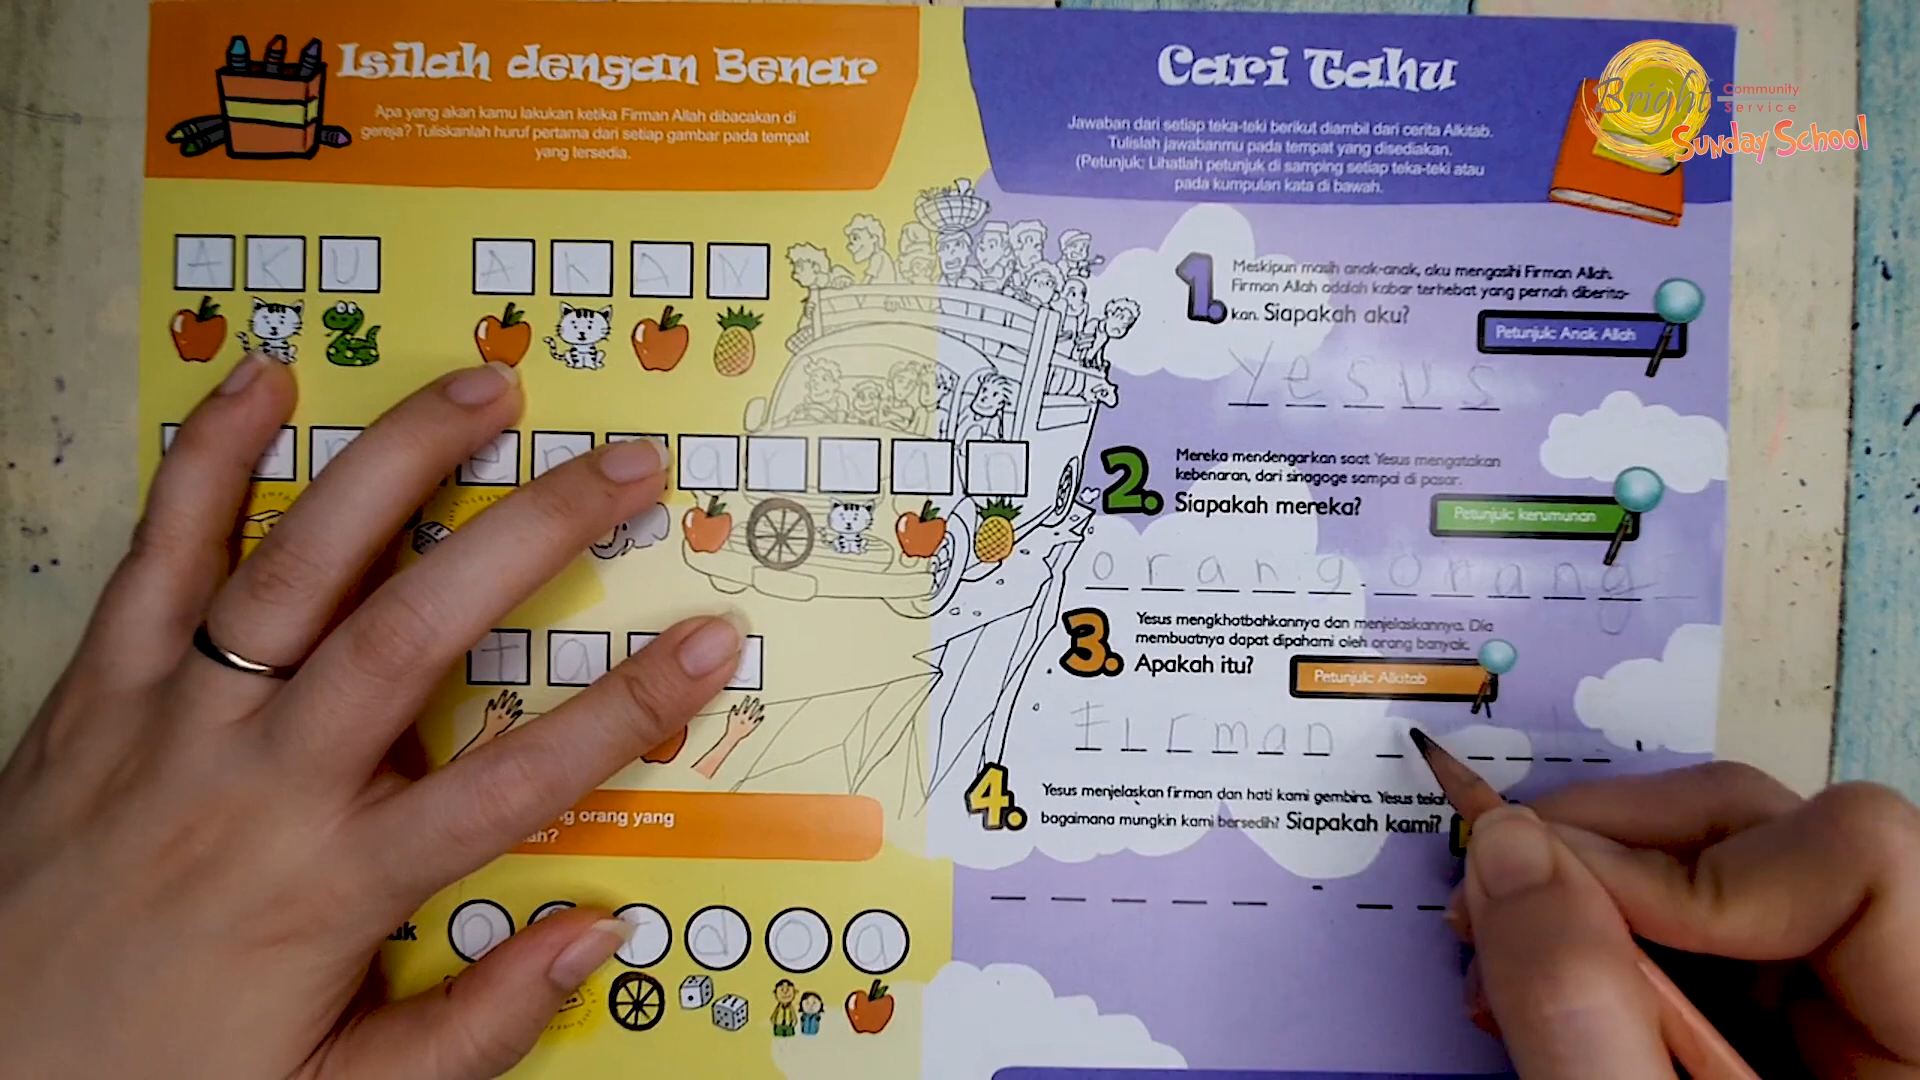 Isilah dengan Benar
Apa yang akan kamu lakukan ketika Firman Allah dibacakan di
gereja? Tuliskanlah huruf pertama dari setiap gambar pada tempat
yang tersedia.
A K U A K A N
a r k a n
t a
g orang yang
ah?
uk
o r d o a
Cari Tahu
Jawaban dari setiap teka-teki berikut diambil dari cerita Alkitab.
Tulislah jawabanmu pada tempat yang disediakan.
(Petunjuk: Lihatlah petunjuk di samping setiap teka-teki atau
pada kumpulan kata di bawah.
Bright Community Service
Sunday School
1. Meskipun masih anak-anak, aku mengasihi Firman Allah.
Firman Allah adalah kabar terhebat yang pernah diberita-
kan. Siapakah aku?
Petunjuk: Anak Allah
Yesus
2. Mereka mendengarkan saat Yesus mengatakan
kebenaran, dari sinagoge sampai di pasar.
Siapakah mereka?
Petunjuk: kerumunan
orang-orang
3. Yesus mengkhotbahkannya dan menjelaskannya. Dia
membuatnya dapat dipahami oleh orang banyak.
Apakah itu?
Petunjuk: Alkitab
Firman
4. Yesus menjelaskan firman dan hati kami gembira. Yesus telah
bagaimana mungkin kami bersedih? Siapakah kami?